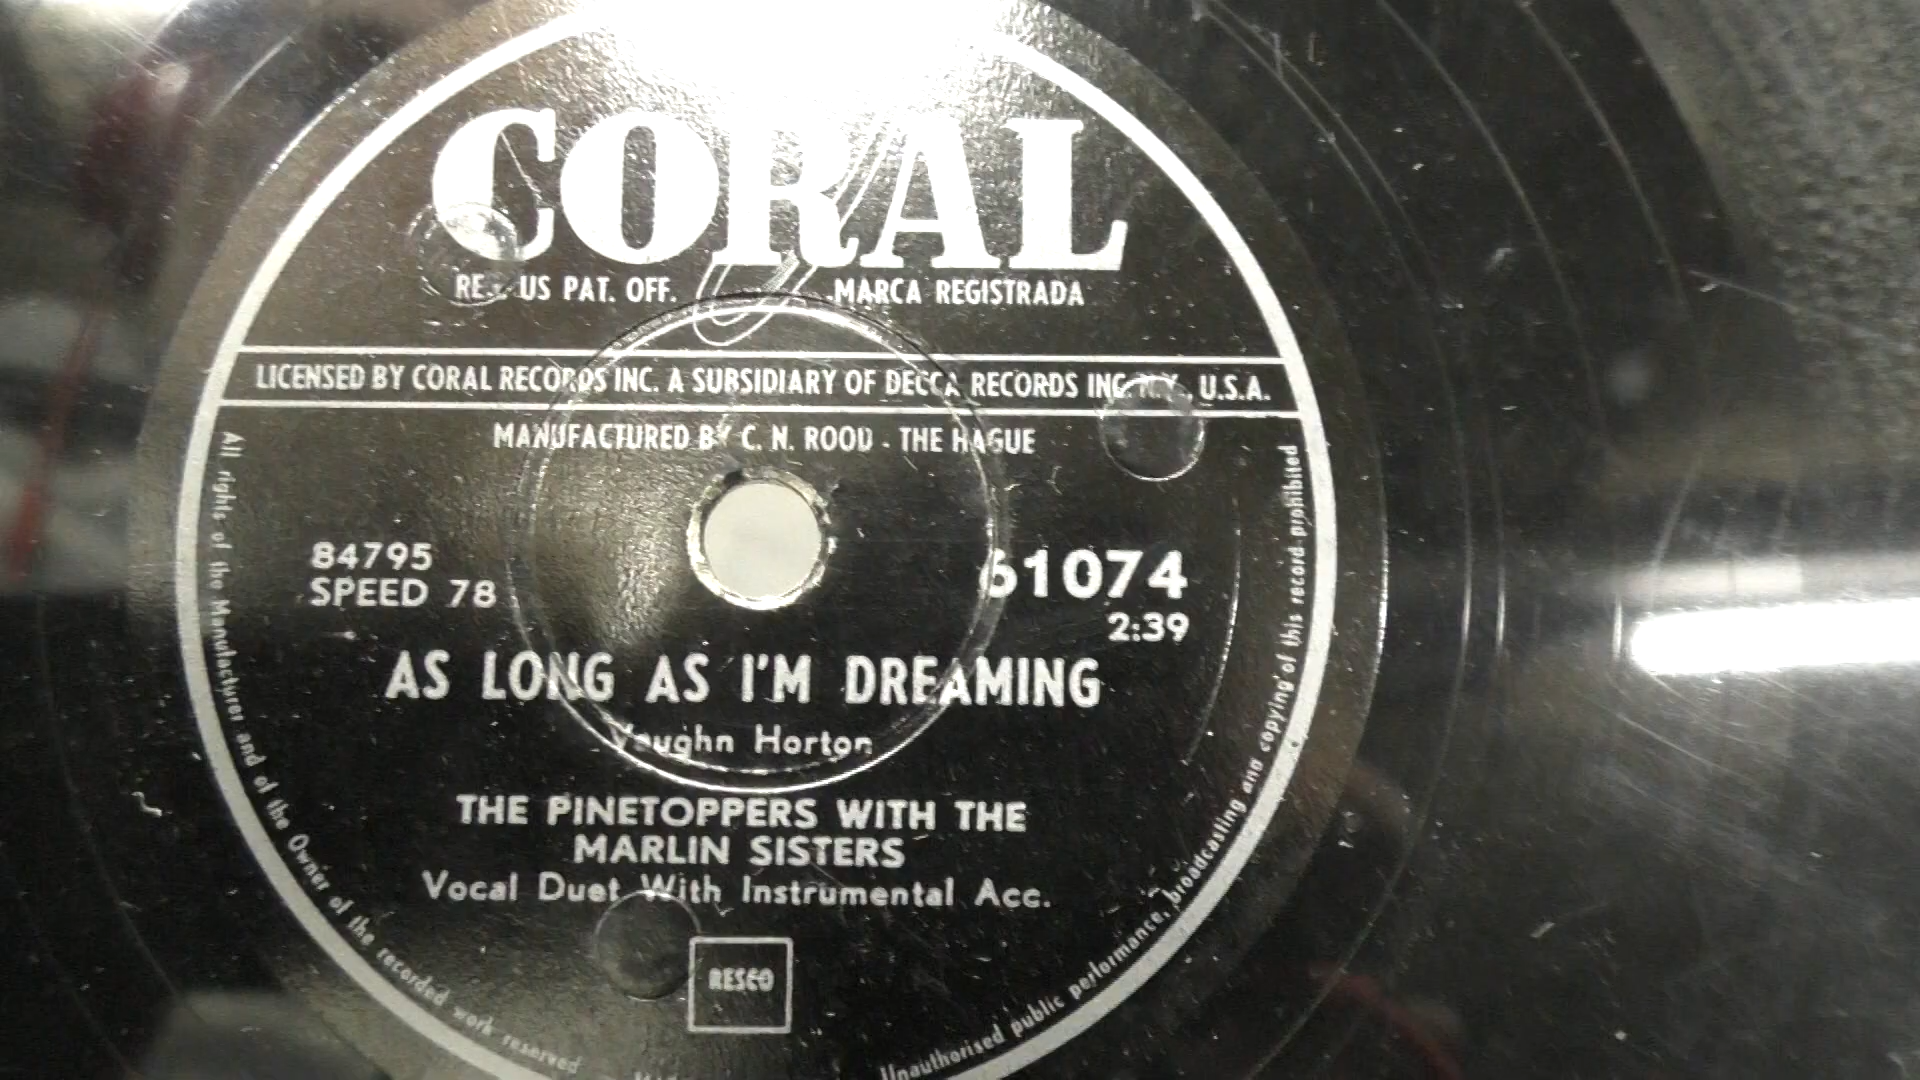 CORAL
US PAT. OFF. MARCA REGISTRADA
LICENSED BY CORAL RECORDS INC. A SUBSIDIARY OF DECCA RECORDS INC. N.Y., U.S.A.
MANUFACTURED BY C. N. ROOD - THE HAGUE
84795
SPEED 78
61074
2:39
AS LONG AS I'M DREAMING
Vaughn Horton
THE PINETOPPERS WITH THE
MARLIN SISTERS
Vocal Duet With Instrumental Acc.
RESCO
All rights of the Manufacturer and of the Owner of the recorded work reserved
Unauthorised public performance, broadcasting and copying of this record prohibited